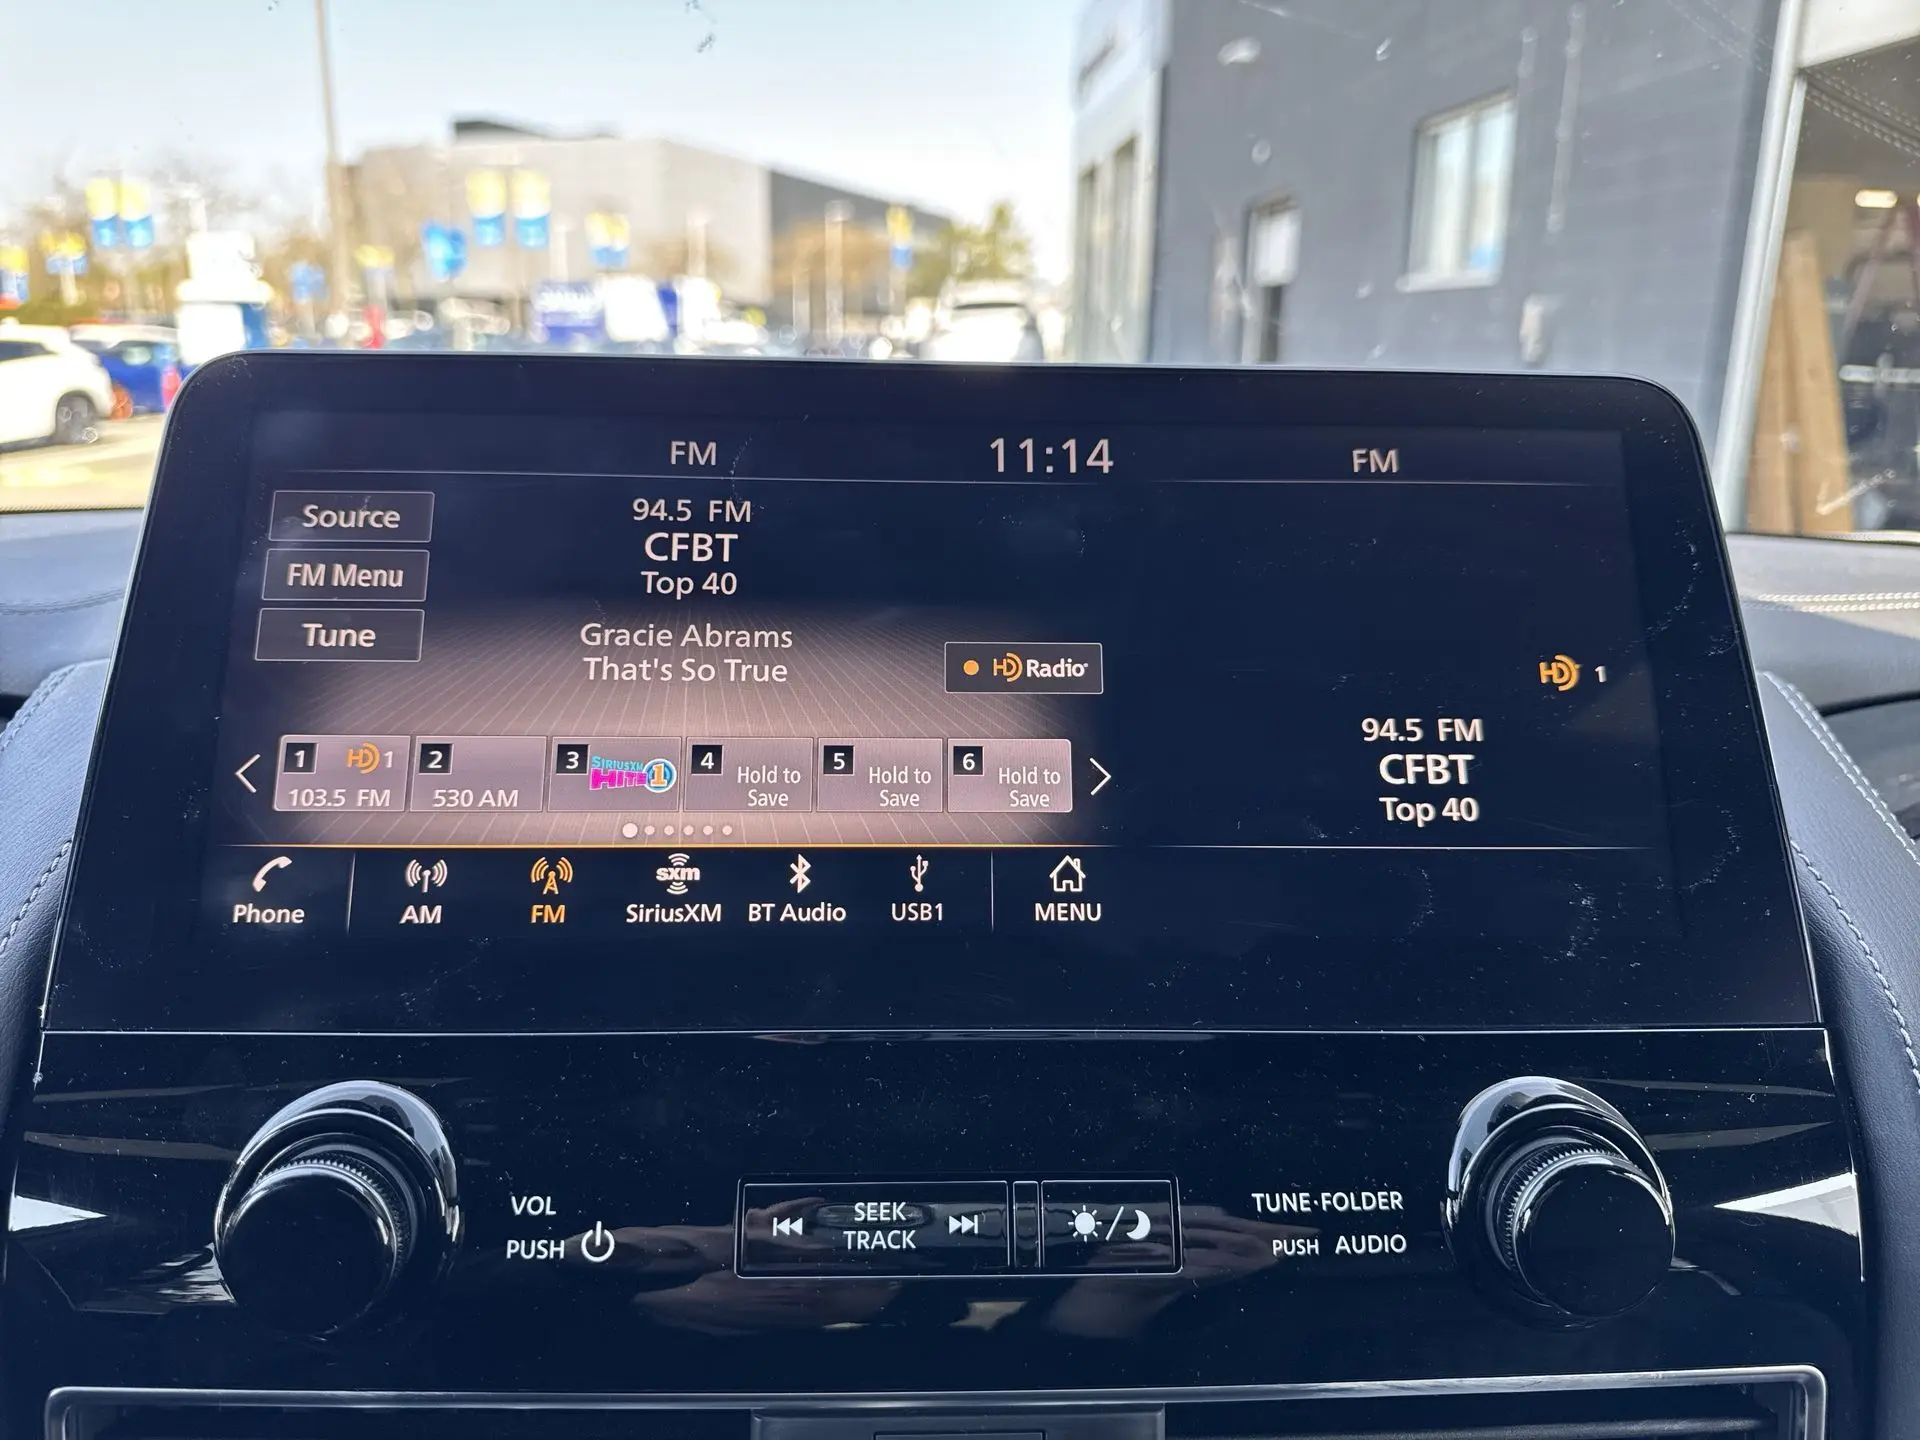 FM
11:14
FM
Source
FM Menu
Tune
94.5 FM
CFBT
Top 40
Gracie Abrams
That's So True
HD Radio
1 HD 1
103.5 FM
2
530 AM
3 SIRIUSXM
HITS 1
4
Hold to
Save
5
Hold to
Save
6
Hold to
Save
HD 1
94.5 FM
CFBT
Top 40
Phone
AM
FM
sxm
SiriusXM
BT Audio
USB1
MENU
VOL
PUSH
SEEK
TRACK
TUNE·FOLDER
PUSH AUDIO